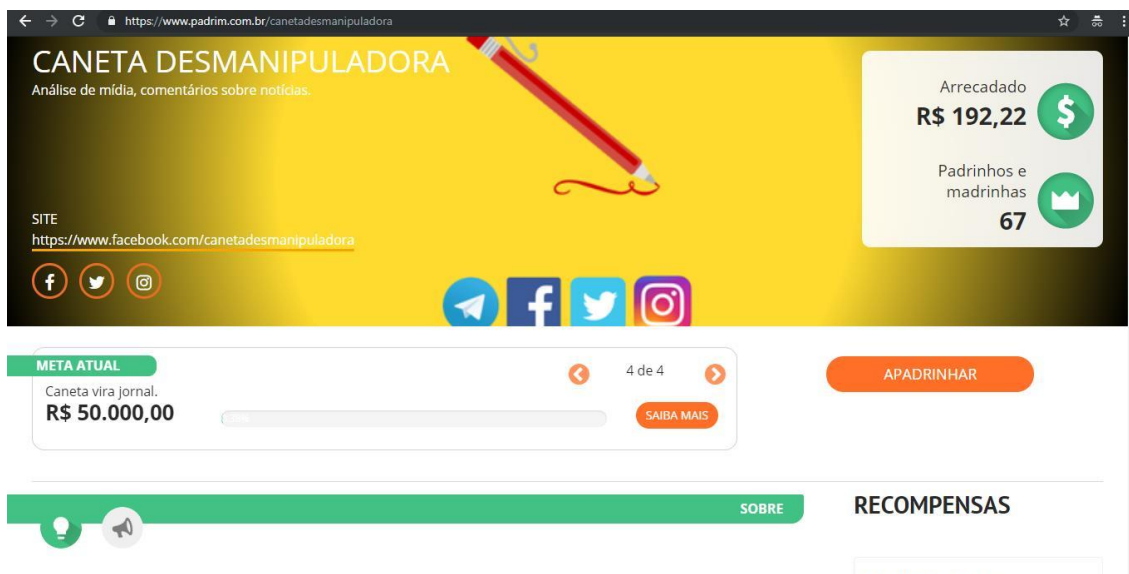 https://www.padrim.com.br/canetadesmanipuladora
CANETA DESMANIPULADORA
Análise de mídia, comentários sobre notícias.
SITE
https://www.facebook.com/canetadesmanipuladora
Arrecadado
R$ 192,22
Padrinhos e
madrinhas
67
META ATUAL
Caneta vira jornal.
R$ 50.000,00
4 de 4
SAIBA MAIS
APADRINHAR
SOBRE
RECOMPENSAS